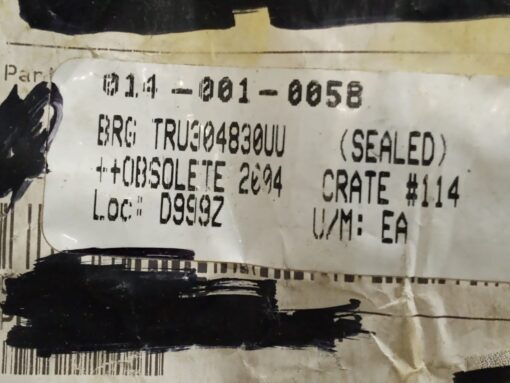 Part
014-001-0058
BRG TRU304830UU (SEALED)
++OBSOLETE 2004 CRATE #114
Loc: D999Z U/M: EA